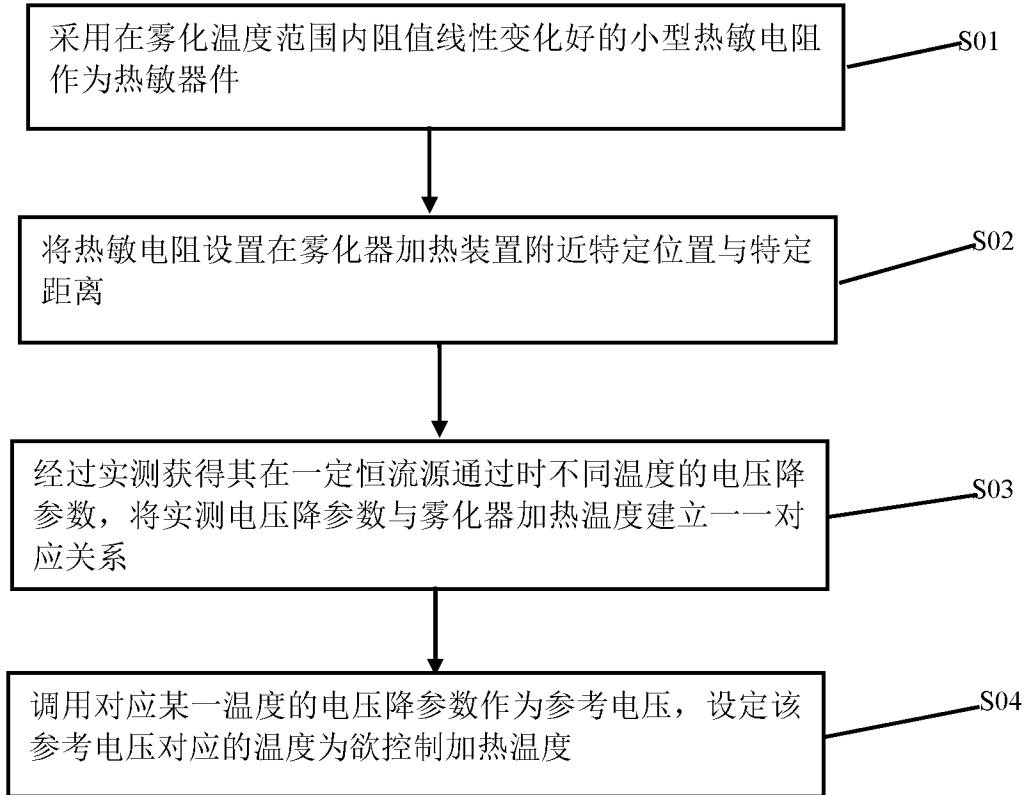 采用在雾化温度范围内阻值线性变化好的小型热敏电阻
作为热敏器件
S01
将热敏电阻设置在雾化器加热装置附近特定位置与特定
距离
S02
经过实测获得其在一定恒流源通过时不同温度的电压降
参数，将实测电压降参数与雾化器加热温度建立一一对
应关系
S03
调用对应某一温度的电压降参数作为参考电压，设定该
参考电压对应的温度为欲控制加热温度
S04